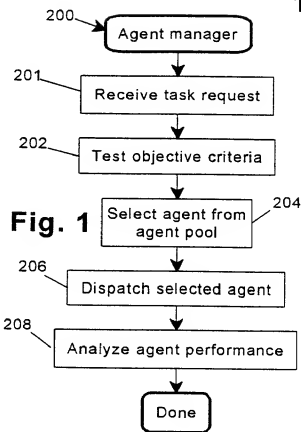 200
Agent manager
201
Receive task request
202
Test objective criteria
Fig. 1
Select agent from
agent pool
204
206
Dispatch selected agent
208
Analyze agent performance
Done